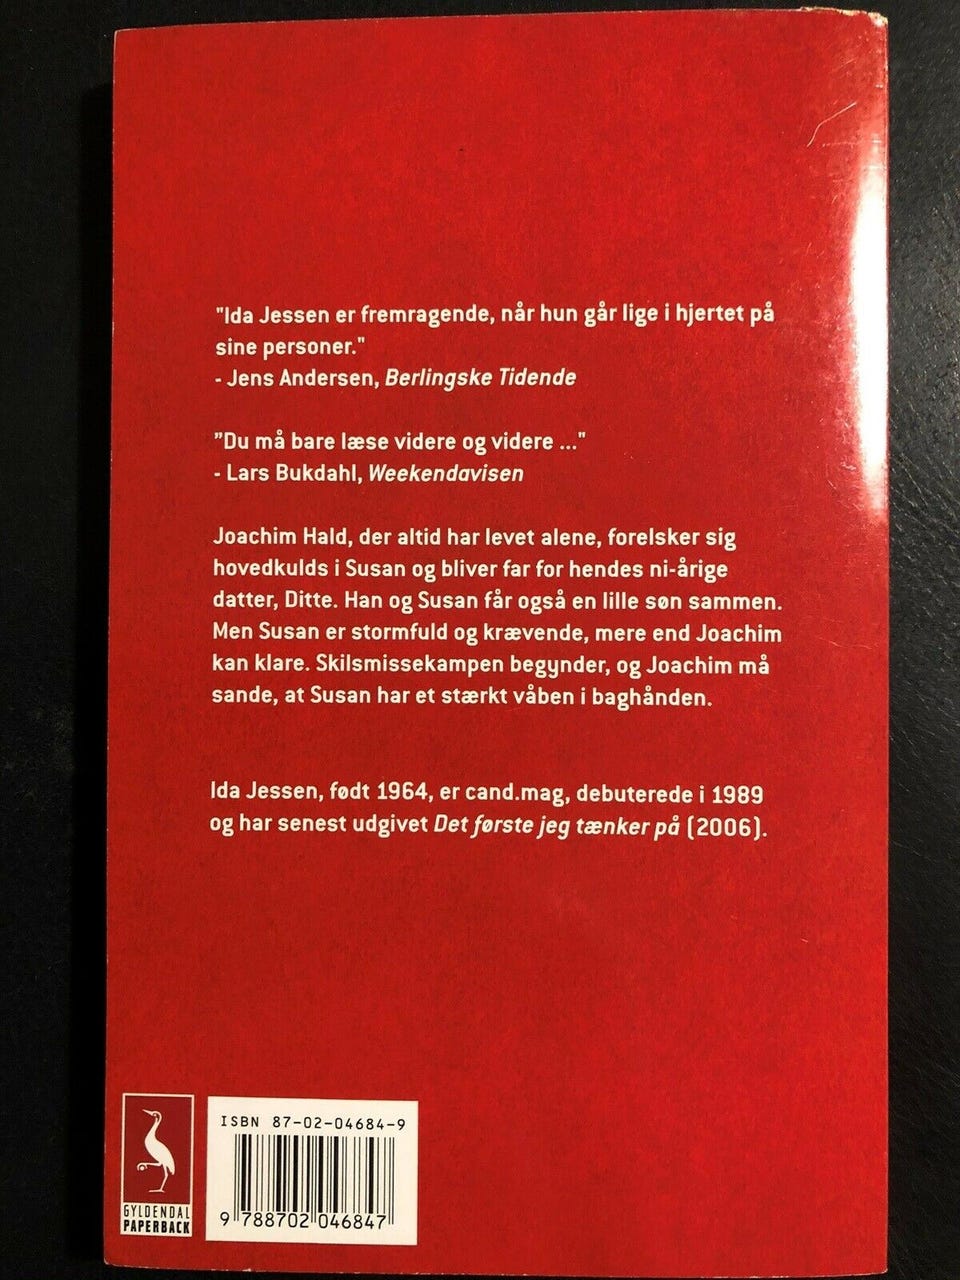 "Ida Jessen er fremragende, når hun går lige i hjertet på
sine personer."
- Jens Andersen, Berlingske Tidende
"Du må bare læse videre og videre ..."
- Lars Bukdahl, Weekendavisen
Joachim Hald, der altid har levet alene, forelsker sig
hovedkulds i Susan og bliver far for hendes ni-årige
datter, Ditte. Han og Susan får også en lille søn sammen.
Men Susan er stormfuld og krævende, mere end Joachim
kan klare. Skilsmissekampen begynder, og Joachim må
sande, at Susan har et stærkt våben i baghånden.
Ida Jessen, født 1964, er cand.mag, debuterede i 1989
og har senest udgivet Det første jeg tænker på (2006).
GYLDENDAL
PAPERBACK
ISBN 87-02-04684-9
9 788702 046847